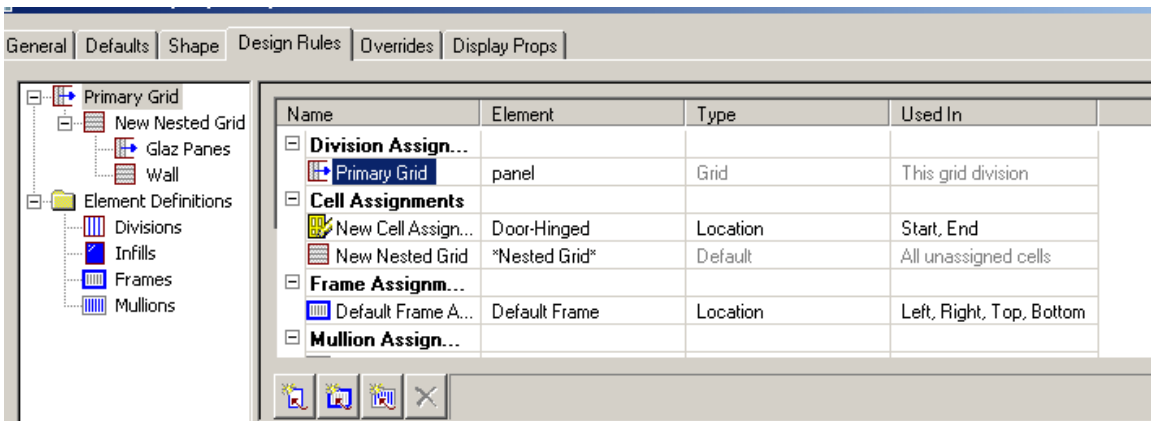 General Defaults Shape Design Rules Overrides Display Props
Primary Grid
New Nested Grid
Glaz Panes
Wall
Element Definitions
Divisions
Infills
Frames
Mullions
Name Element Type Used In
Division Assign...
Primary Grid panel Grid This grid division
Cell Assignments
New Cell Assign... Door-Hinged Location Start, End
New Nested Grid *Nested Grid* Default All unassigned cells
Frame Assignm...
Default Frame A... Default Frame Location Left, Right, Top, Bottom
Mullion Assign...